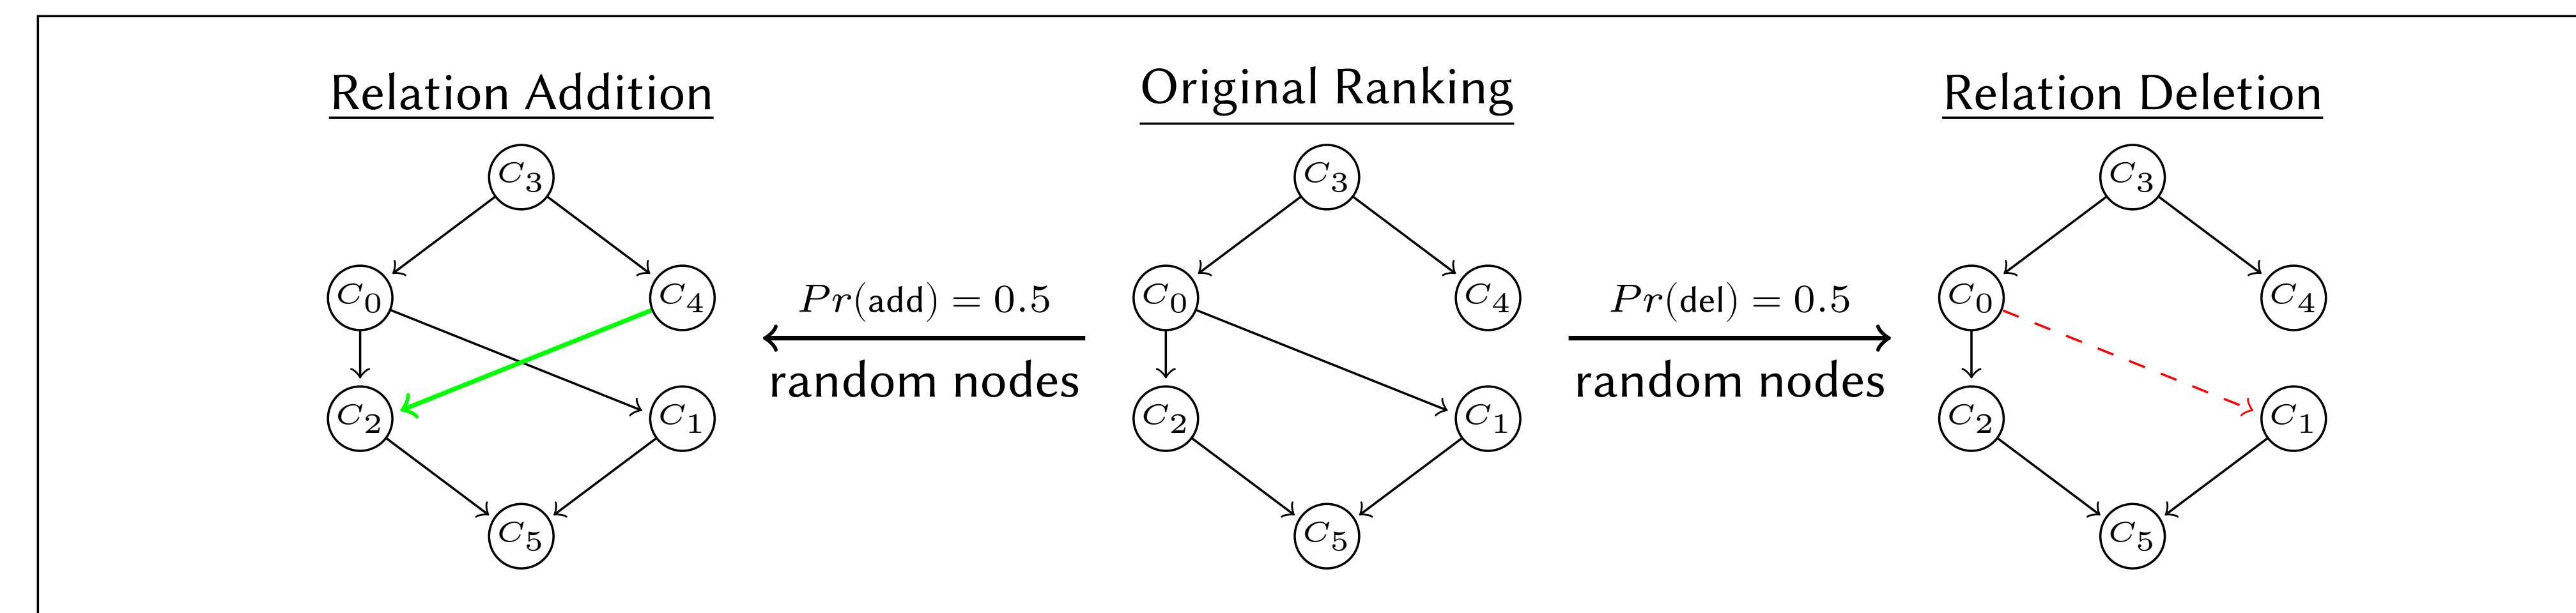 Relation Addition
C3
C0
C4
C2
C1
C5
Pr(add) = 0.5
random nodes
Original Ranking
C3
C0
C4
C2
C1
C5
Pr(del) = 0.5
random nodes
Relation Deletion
C3
C0
C4
C2
C1
C5